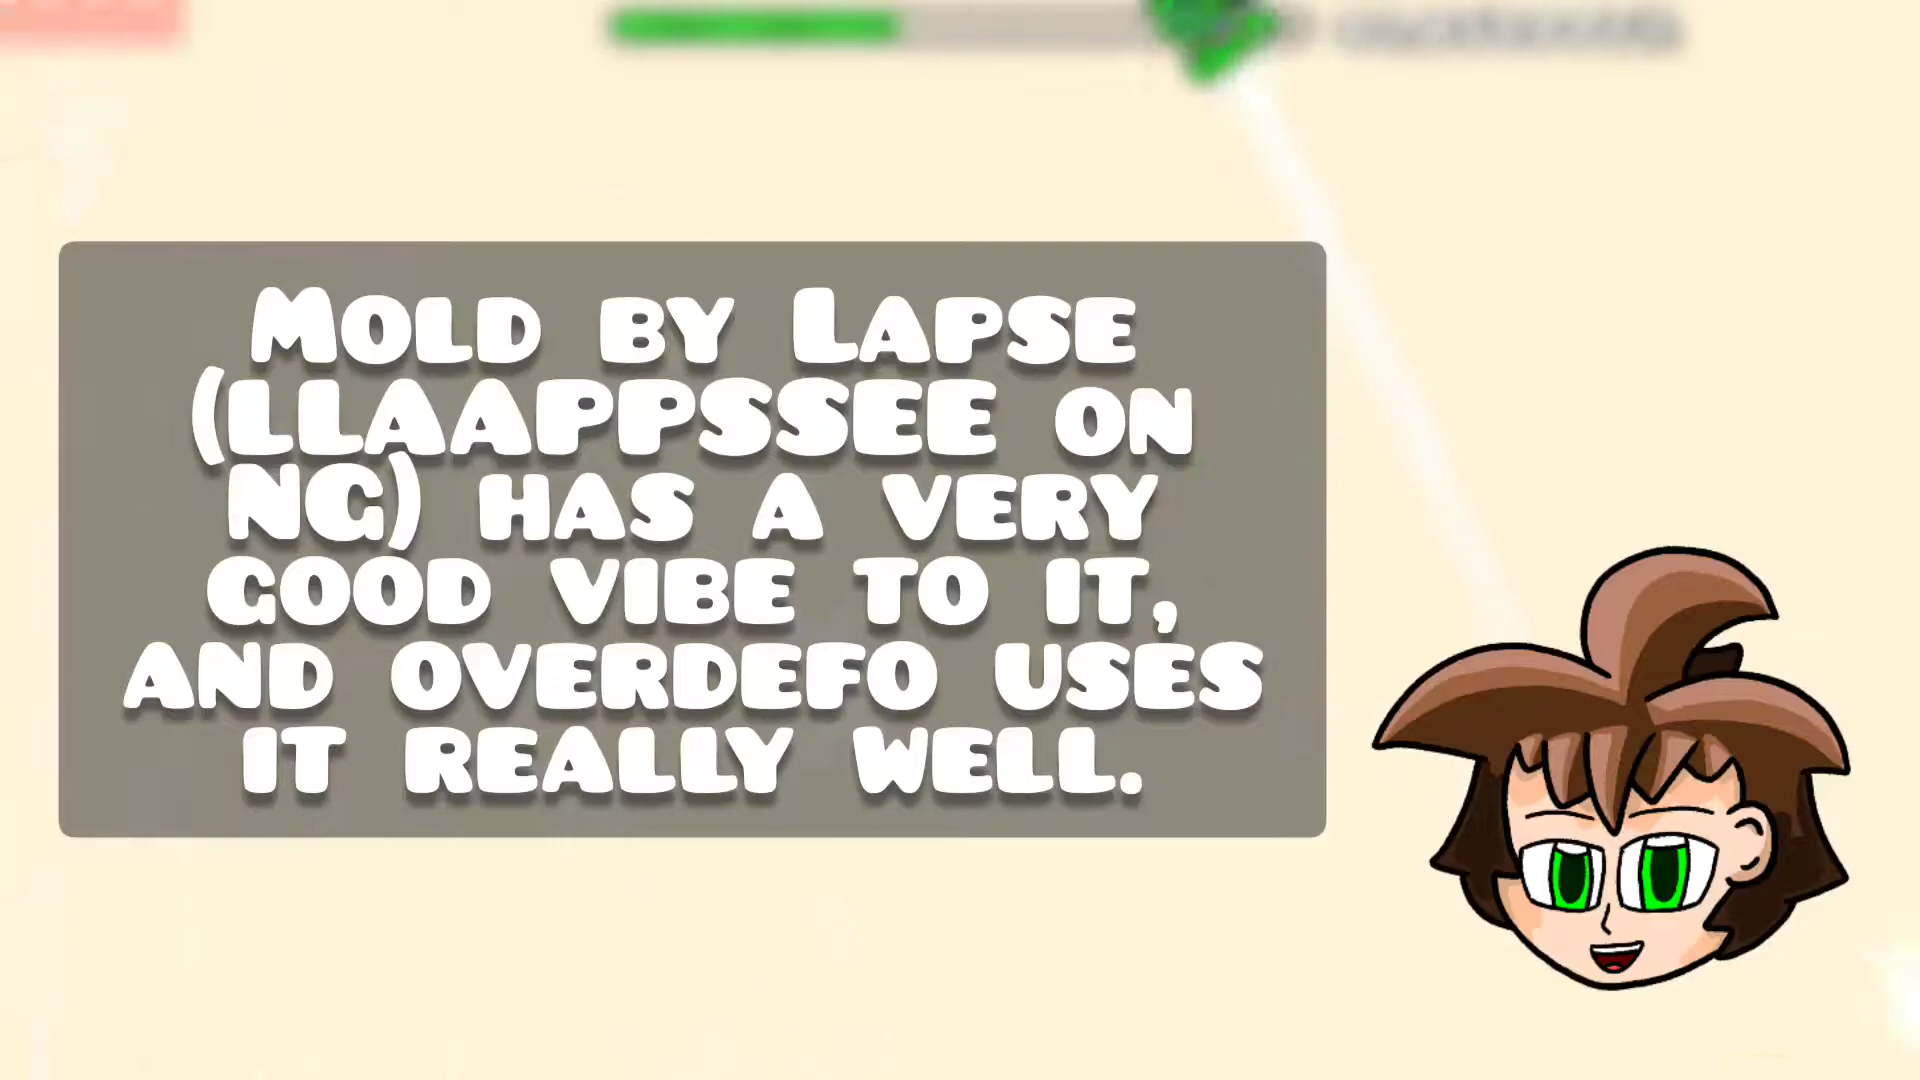 Mold by Lapse
(LLAAPPSSEE on
NG) has a very
good vibe to it,
and overdefo uses
it really well.